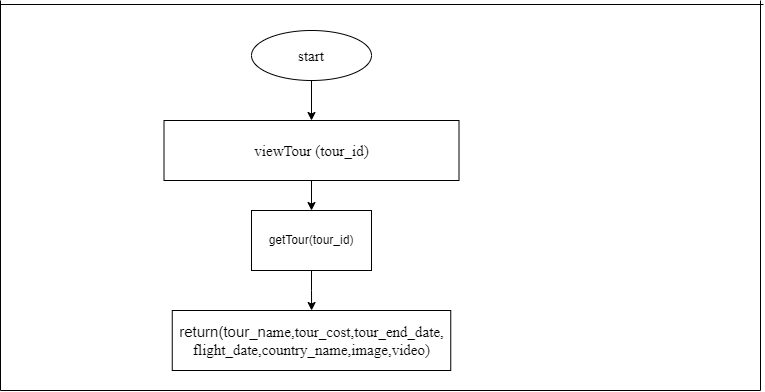 start
viewTour (tour_id)
getTour(tour_id)
return(tour_name,tour_cost,tour_end_date,
flight_date,country_name,image,video)